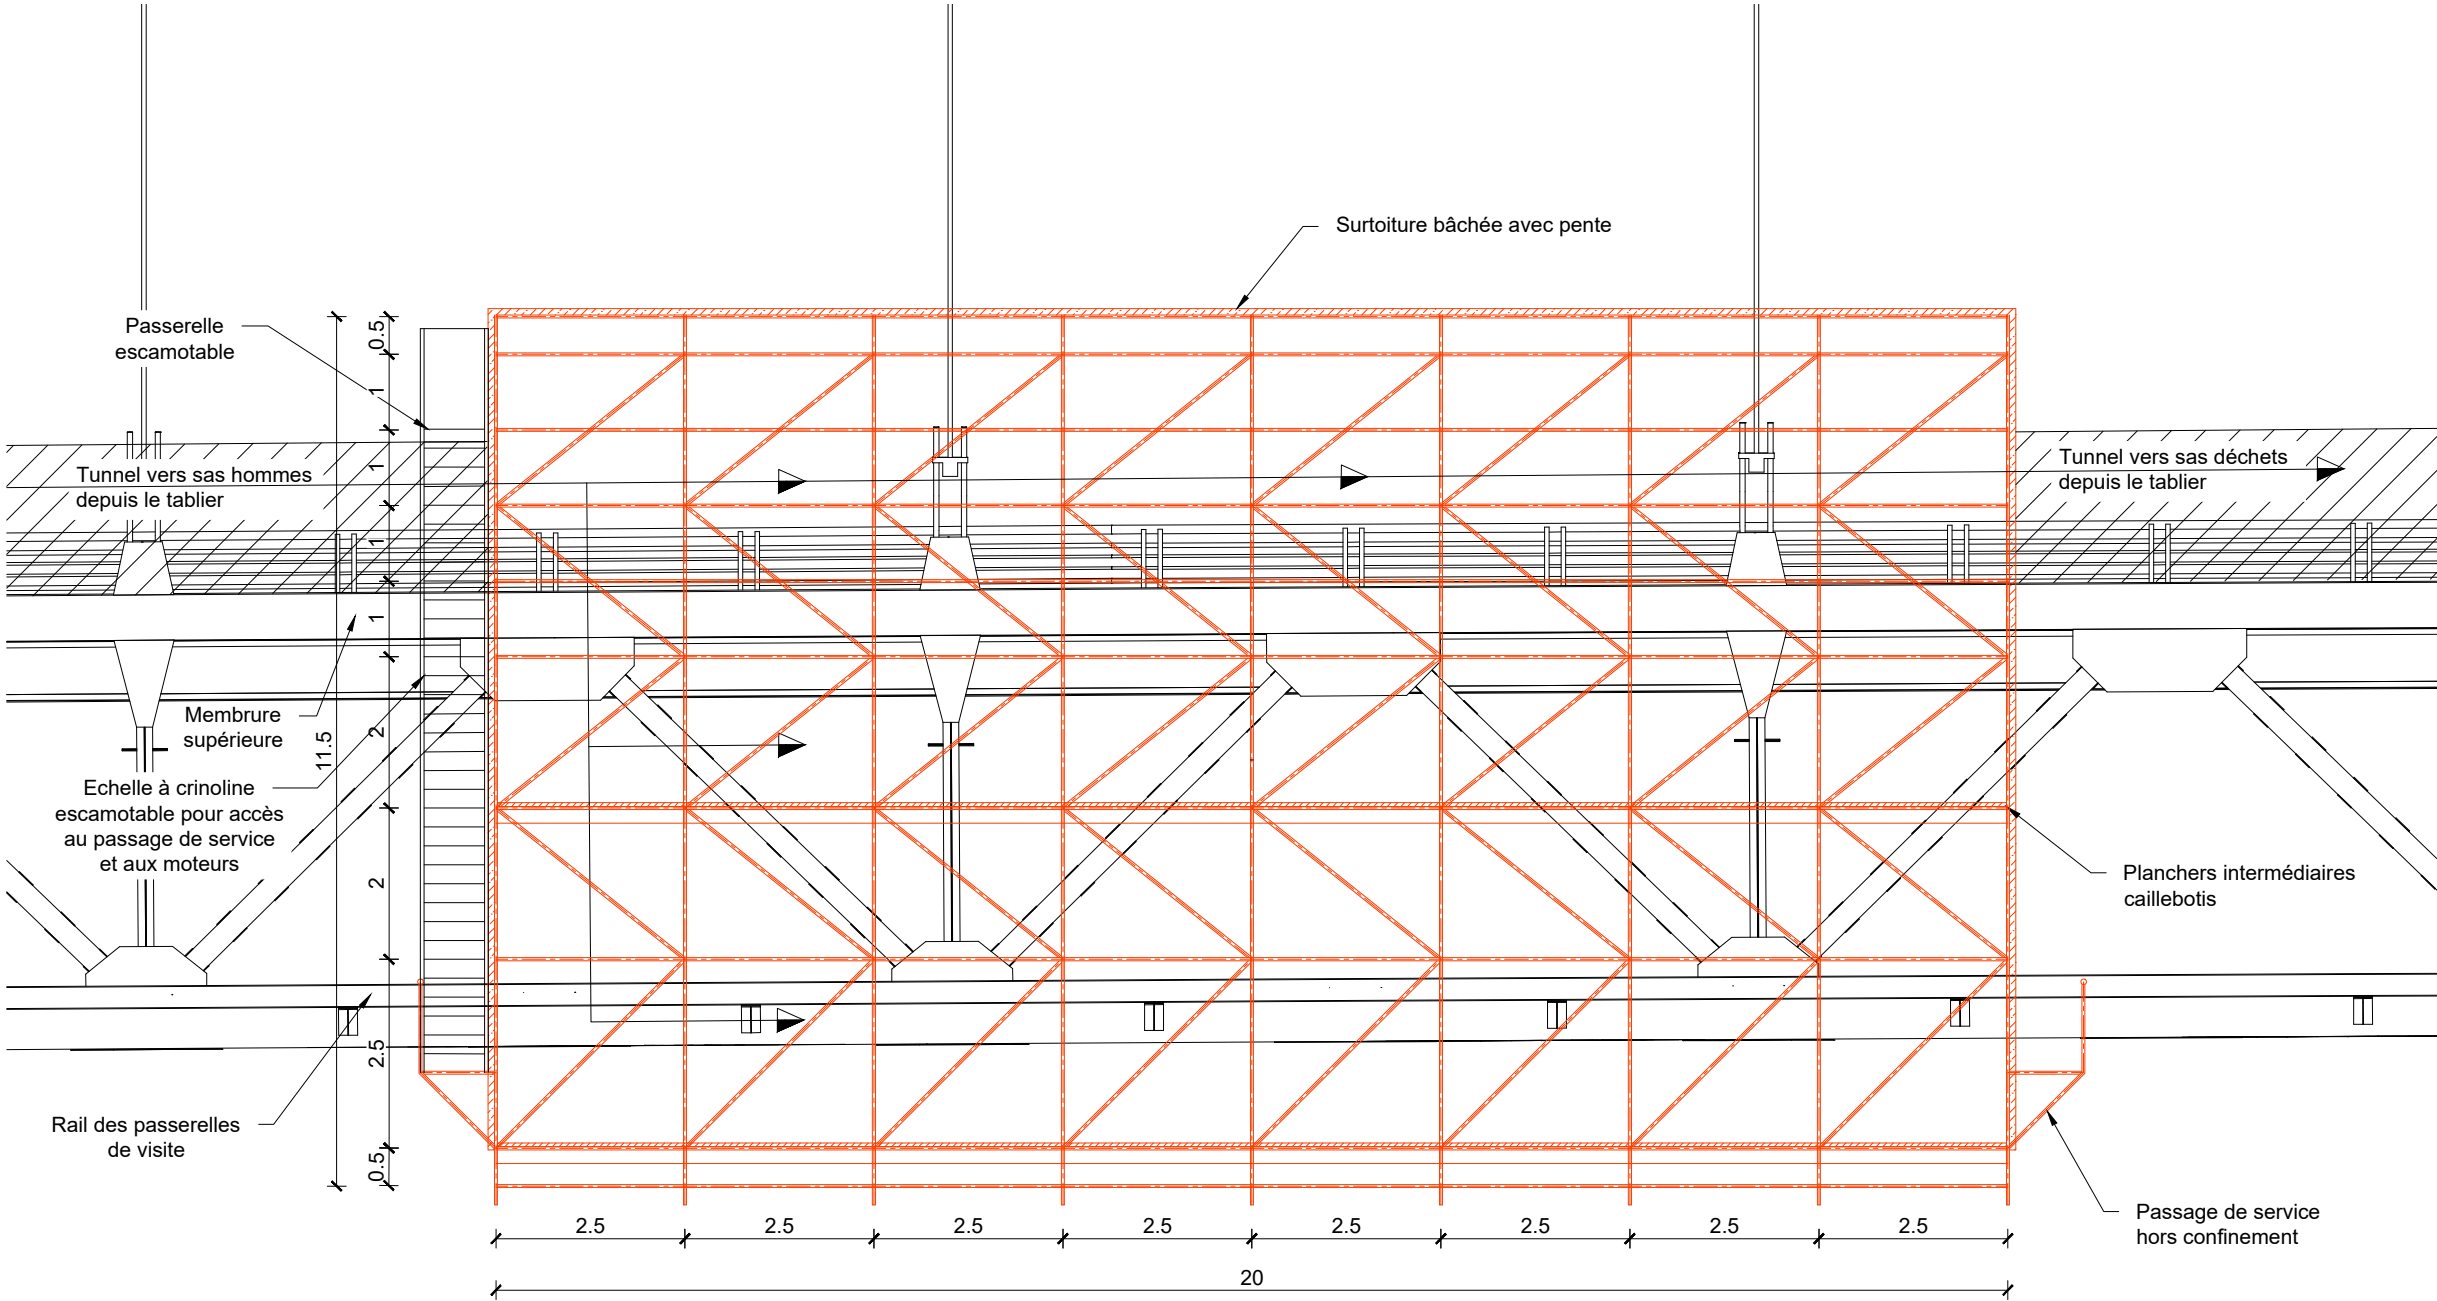 Surtoiture bâchée avec pente
Passerelle
escamotable
Tunnel vers sas hommes
depuis le tablier
Tunnel vers sas déchets
depuis le tablier
Membrure
supérieure
Echelle à crinoline
escamotable pour accès
au passage de service
et aux moteurs
Planchers intermédiaires
caillebotis
Rail des passerelles
de visite
Passage de service
hors confinement
0.5
1
1
1
1
2
2
2.5
0.5
11.5
2.5 2.5 2.5 2.5 2.5 2.5 2.5 2.5
20